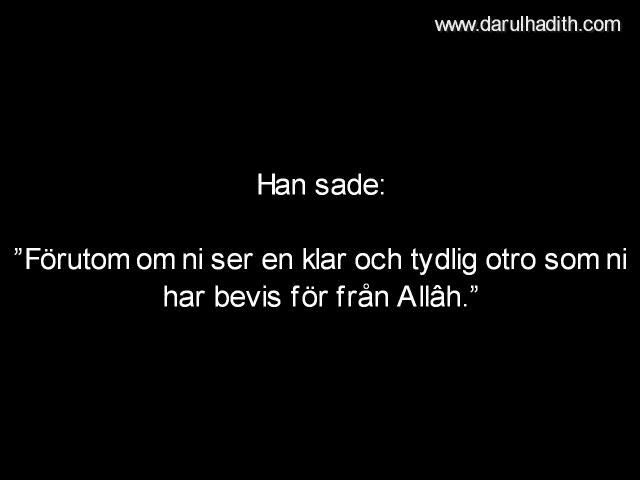 www.darulhadith.com
Han sade:
”Förutom om ni ser en klar och tydlig otro som ni
har bevis för från Allâh.”